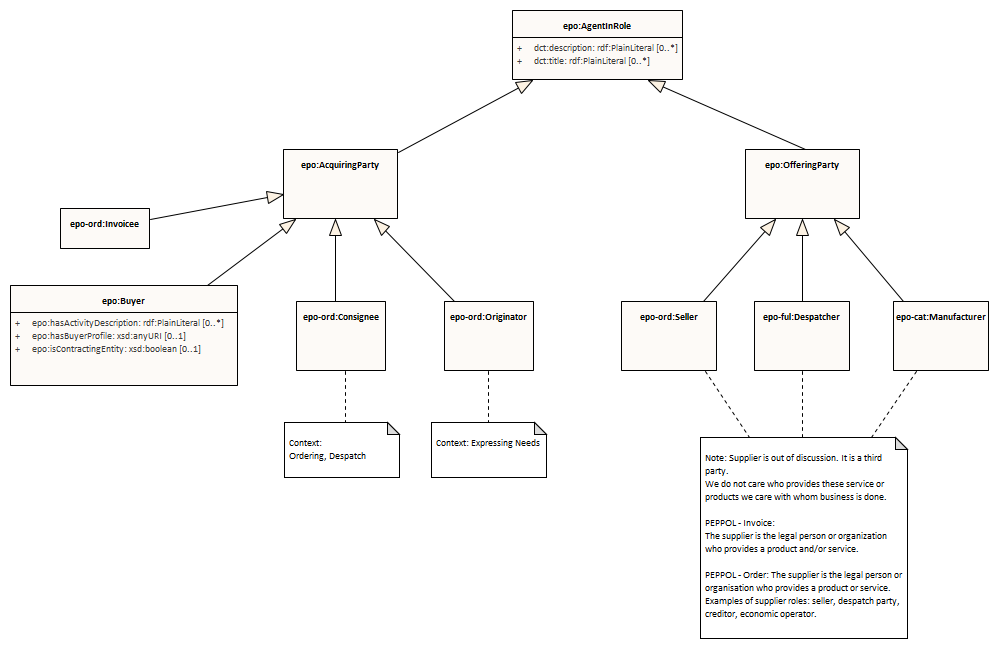 epo:AgentInRole
+ dct:description: rdf:PlainLiteral [0..*]
+ dct:title: rdf:PlainLiteral [0..*]
epo:AcquiringParty
epo:OfferingParty
epo-ord:Invoicee
epo:Buyer
+ epo:hasActivityDescription: rdf:PlainLiteral [0..*]
+ epo:hasBuyerProfile: xsd:anyURI [0..1]
+ epo:isContractingEntity: xsd:boolean [0..1]
epo-ord:Consignee
epo-ord:Originator
epo-ord:Seller
epo-ful:Despatcher
epo-cat:Manufacturer
Context:
Ordering, Despatch
Context: Expressing Needs
Note: Supplier is out of discussion. It is a third
party.
We do not care who provides these service or
products we care with whom business is done.
PEPPOL - Invoice:
The supplier is the legal person or organization
who provides a product and/or service.
PEPPOL - Order: The supplier is the legal person or
organisation who provides a product or service.
Examples of supplier roles: seller, despatch party,
creditor, economic operator.